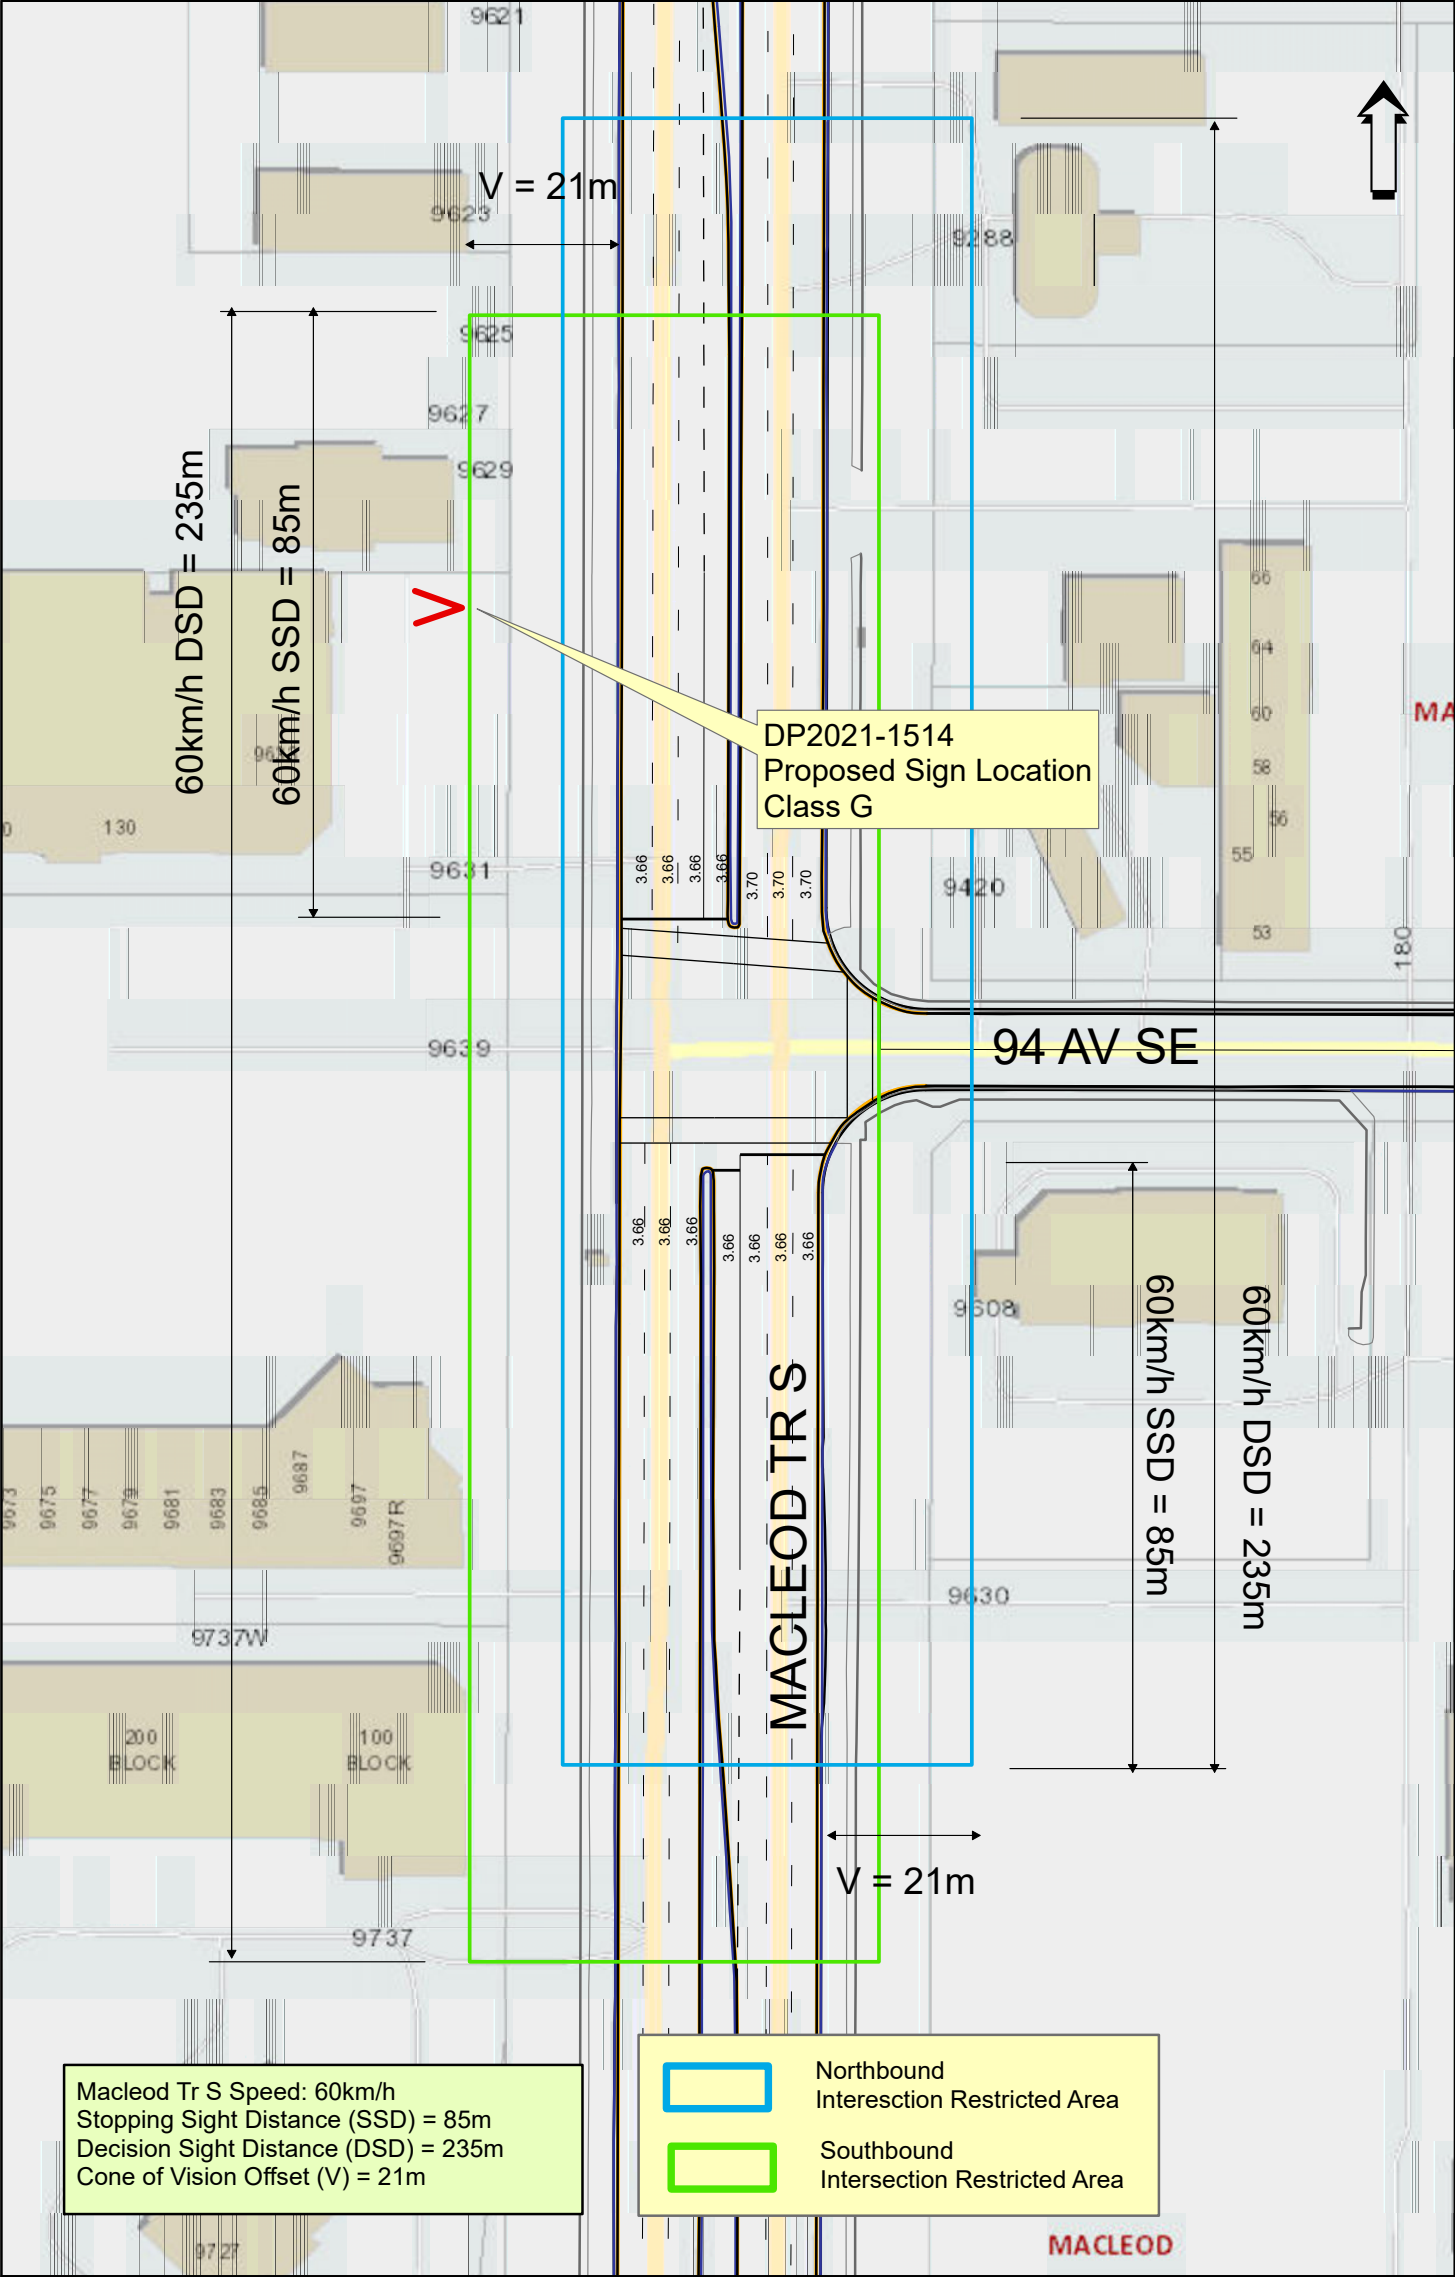 9621
V = 21m
9623
9288
9625
9627
9629
60km/h DSD = 235m
60km/h SSD = 85m
66
64
60
58
56
55
53
MA
DP2021-1514
Proposed Sign Location
Class G
130
0
9631
3.66
3.66
3.66
3.66
3.70
3.70
3.70
9420
180
9639
94 AV SE
3.66
3.66
3.66
3.66
3.66
3.66
3.66
9608
60km/h SSD = 85m
60km/h DSD = 235m
MACLEOD TR S
9673
9675
9677
9679
9681
9683
9685
9687
9697
9697R
9630
9737W
200
BLOCK
100
BLOCK
V = 21m
9737
Macleod Tr S Speed: 60km/h
Stopping Sight Distance (SSD) = 85m
Decision Sight Distance (DSD) = 235m
Cone of Vision Offset (V) = 21m
Northbound
Interesction Restricted Area
Southbound
Intersection Restricted Area
9727
MACLEOD